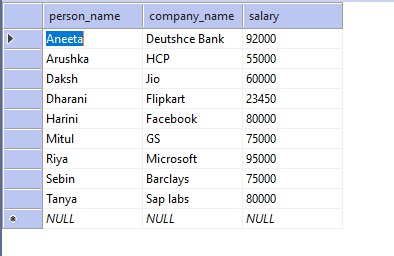 person_name company_name salary
Aneeta Deutshce Bank 92000
Arushka HCP 55000
Daksh Jio 60000
Dharani Flipkart 23450
Harini Facebook 80000
Mitul GS 75000
Riya Microsoft 95000
Sebin Barclays 75000
Tanya Sap labs 80000
NULL NULL NULL